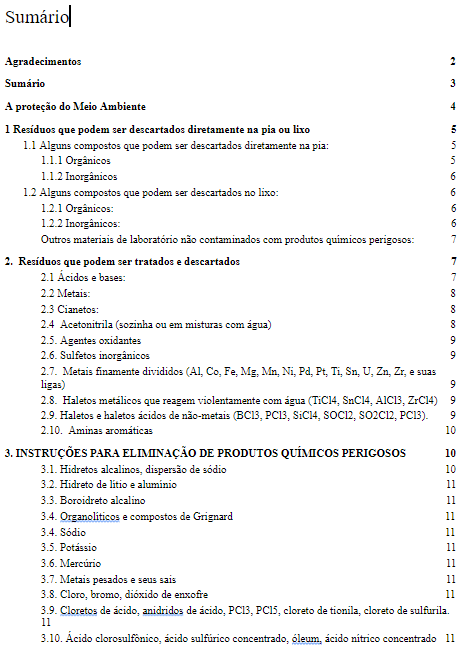 Sumário
Agradecimentos 2
Sumário 3
A proteção do Meio Ambiente 4
1 Resíduos que podem ser descartados diretamente na pia ou lixo 5
1.1 Alguns compostos que podem ser descartados diretamente na pia: 5
1.1.1 Orgânicos 5
1.1.2 Inorgânicos 6
1.2 Alguns compostos que podem ser descartados no lixo: 6
1.2.1 Orgânicos: 6
1.2.2 Inorgânicos: 6
Outros materiais de laboratório não contaminados com produtos químicos perigosos: 7
2. Resíduos que podem ser tratados e descartados 7
2.1 Ácidos e bases: 7
2.2 Metais: 8
2.3 Cianetos: 8
2.4 Acetonitrila (sozinha ou em misturas com água) 8
2.5. Agentes oxidantes 9
2.6. Sulfetos inorgânicos 9
2.7. Metais finamente divididos (Al, Co, Fe, Mg, Mn, Ni, Pd, Pt, Ti, Sn, U, Zn, Zr, e suas
ligas) 9
2.8. Haletos metálicos que reagem violentamente com água (TiCl4, SnCl4, AlCl3, ZrCl4) 9
2.9. Haletos e haletos ácidos de não-metais (BCl3, PCl3, SiCl4, SOCl2, SO2Cl2, PCl3). 9
2.10. Aminas aromáticas 10
3. INSTRUÇÕES PARA ELIMINAÇÃO DE PRODUTOS QUÍMICOS PERIGOSOS 10
3.1. Hidretos alcalinos, dispersão de sódio 10
3.2. Hidreto de lítio e alumínio 11
3.3. Boroidreto alcalino 11
3.4. Organolíticos e compostos de Grignard 11
3.4. Sódio 11
3.5. Potássio 11
3.6. Mercúrio 11
3.7. Metais pesados e seus sais 11
3.8. Cloro, bromo, dióxido de enxofre 11
3.9. Cloretos de ácido, anidridos de ácido, PCl3, PCl5, cloreto de tionila, cloreto de sulfurila.
11
3.10. Ácido clorosulfônico, ácido sulfúrico concentrado, óleum, ácido nítrico concentrado 11